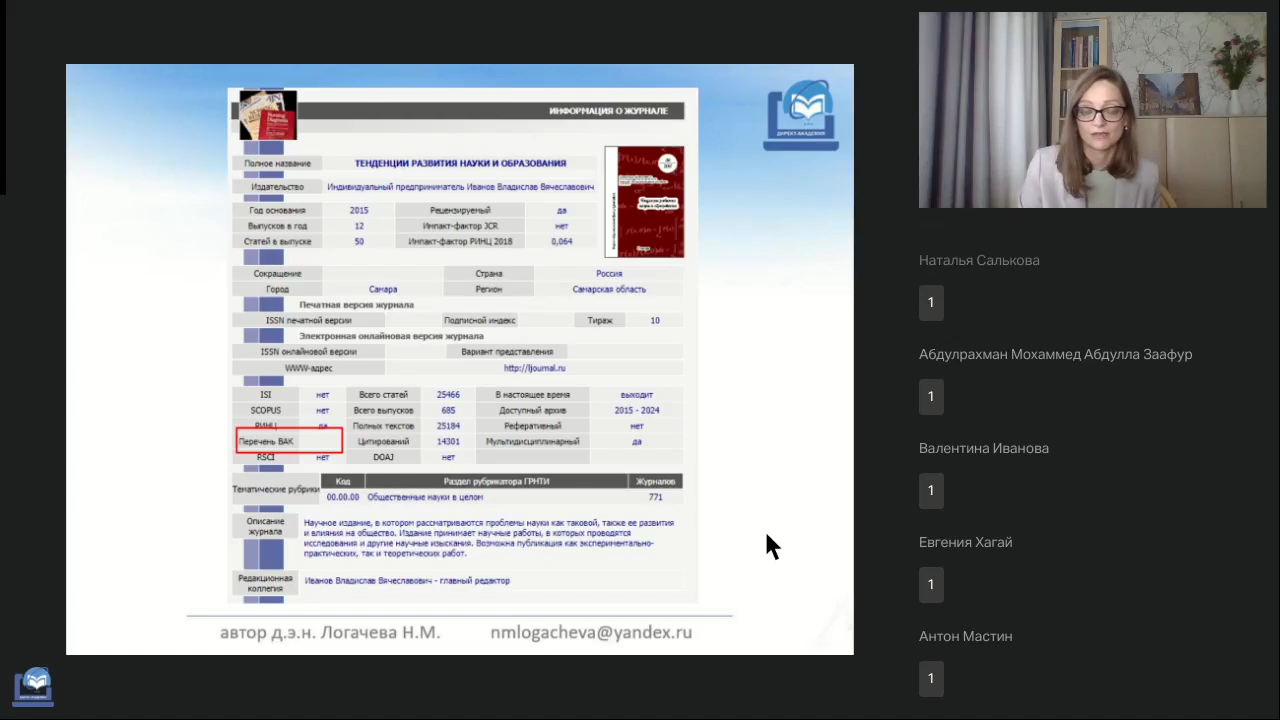 ИНФОРМАЦИЯ О ЖУРНАЛЕ
ДИРЕКТ-АКАДЕМИЯ
Полное название ТЕНДЕНЦИИ РАЗВИТИЯ НАУКИ И ОБРАЗОВАНИЯ
Издательство Индивидуальный предприниматель Иванов Владислав Вячеславович
Год основания 2015 Рецензируемый да
Выпусков в год 12 Импакт-фактор JCR нет
Статей в выпуске 50 Импакт-фактор РИНЦ 2018 0,064
Сокращение Страна Россия
Город Самара Регион Самарская область
Печатная версия журнала
ISSN печатной версии Подписной индекс Тираж 10
Электронная онлайновая версия журнала
ISSN онлайновой версии Вариант представления
WWW-адрес http://ljournal.ru
ISI нет Всего статей 25466 В настоящее время выходит
SCOPUS нет Всего выпусков 685 Доступный архив 2015 - 2024
РИНЦ да Полных текстов 25184 Реферативный нет
Перечень ВАК Цитирований 14301 Мультидисциплинарный да
RSCI нет DOAJ нет
Тематические рубрики Код Раздел рубрикатора ГРНТИ Журналов
00.00.00 Общественные науки в целом 771
Описание журнала
Научное издание, в котором рассматриваются проблемы науки как таковой, также ее развития
и влияния на общество. Издание принимает научные работы, в которых проводятся
исследования и другие научные изыскания. Возможна публикация как экспериментально-
практических, так и теоретических работ.
Редакционная коллегия
Иванов Владислав Вячеславович - главный редактор
автор д.э.н. Логачева Н.М. nmlogacheva@yandex.ru
Наталья Салькова
1
Абдулрахман Мохаммед Абдулла Заафур
1
Валентина Иванова
1
Евгения Хагай
1
Антон Мастин
1